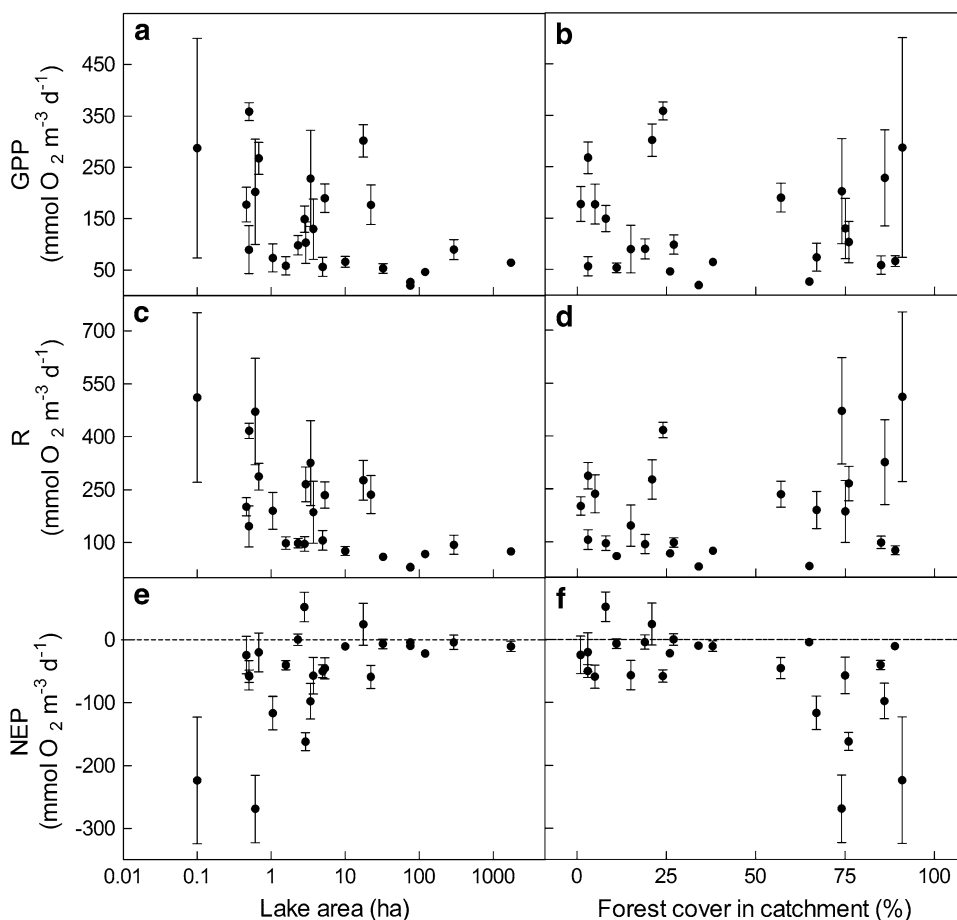 a
b
GPP
(mmol O 2 m-3 d-1)
450
350
250
150
50
c
d
R
(mmol O 2 m-3 d-1)
700
550
400
250
100
e
f
NEP
(mmol O 2 m-3 d-1)
0
-100
-200
-300
0.01 0.1 1 10 100 1000
0 25 50 75 100
Lake area (ha)
Forest cover in catchment (%)